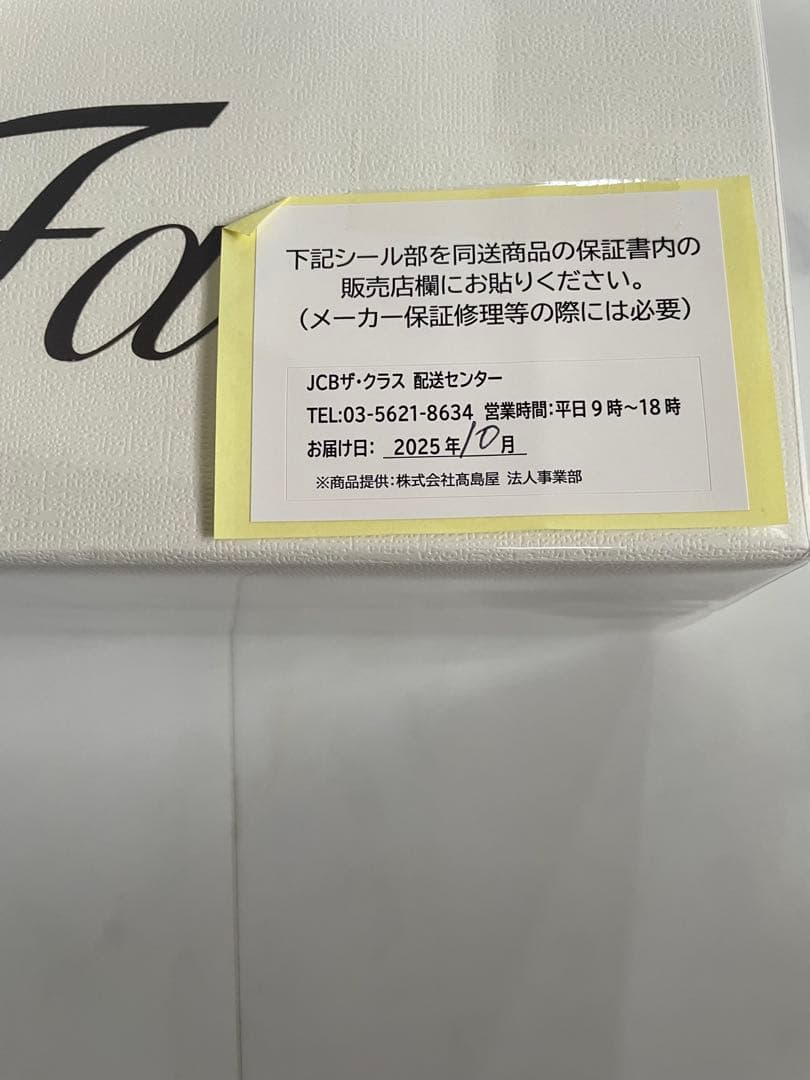 Fa
下記シール部を同送商品の保証書内の
販売店欄にお貼りください。
(メーカー保証修理等の際には必要)
JCBザ・クラス 配送センター
TEL:03-5621-8634 営業時間:平日9時～18時
お届け日: 2025年10月
※商品提供:株式会社髙島屋 法人事業部